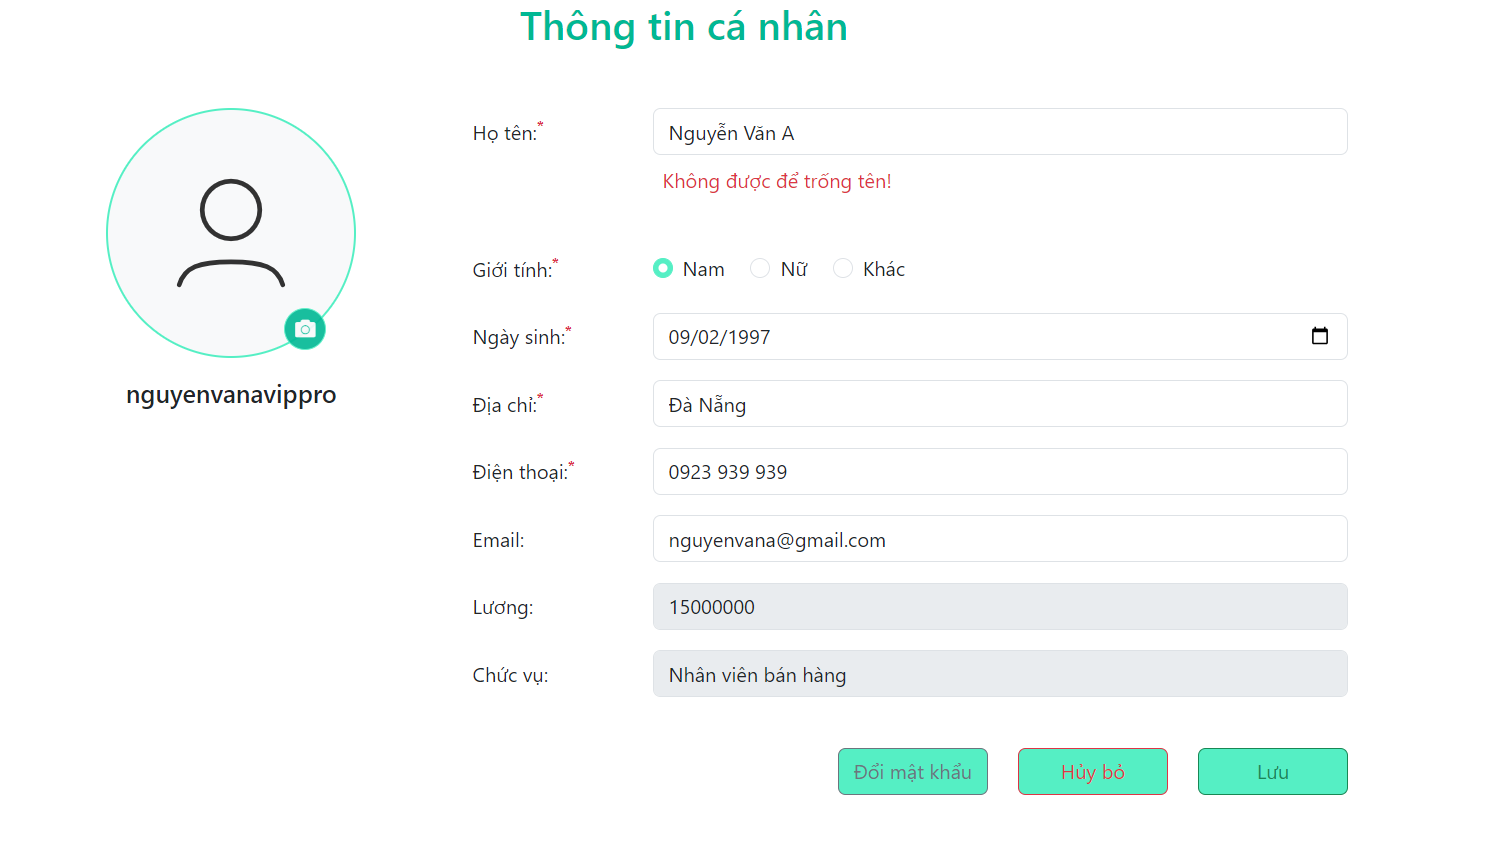 Thông tin cá nhân
nguyenvanavippro
Họ tên:* Nguyễn Văn A
Không được để trống tên!
Giới tính:* Nam Nữ Khác
Ngày sinh:* 09/02/1997
Địa chỉ:* Đà Nẵng
Điện thoại:* 0923 939 939
Email: nguyenvana@gmail.com
Lương: 15000000
Chức vụ: Nhân viên bán hàng
Đổi mật khẩu Hủy bỏ Lưu